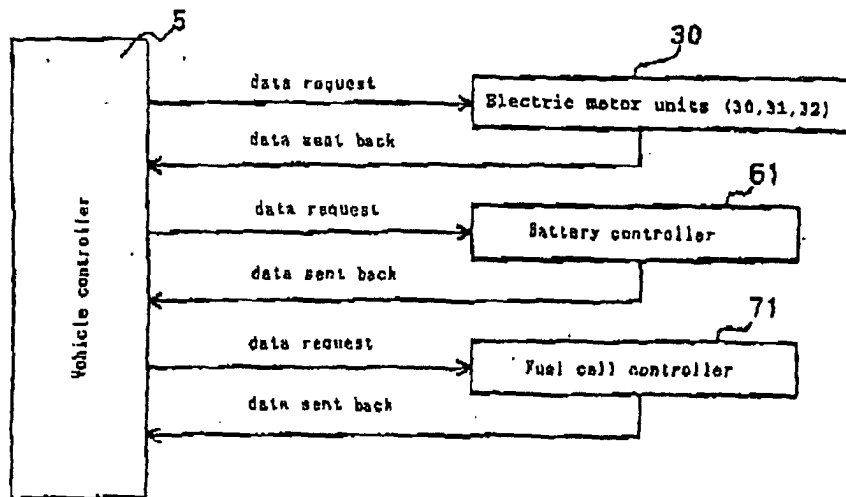 5
30
data request
Electric motor units (30,31,32)
data sent back
61
data request
Battery controller
Vehicle controller
data sent back
71
data request
Fuel call controller
data sent back